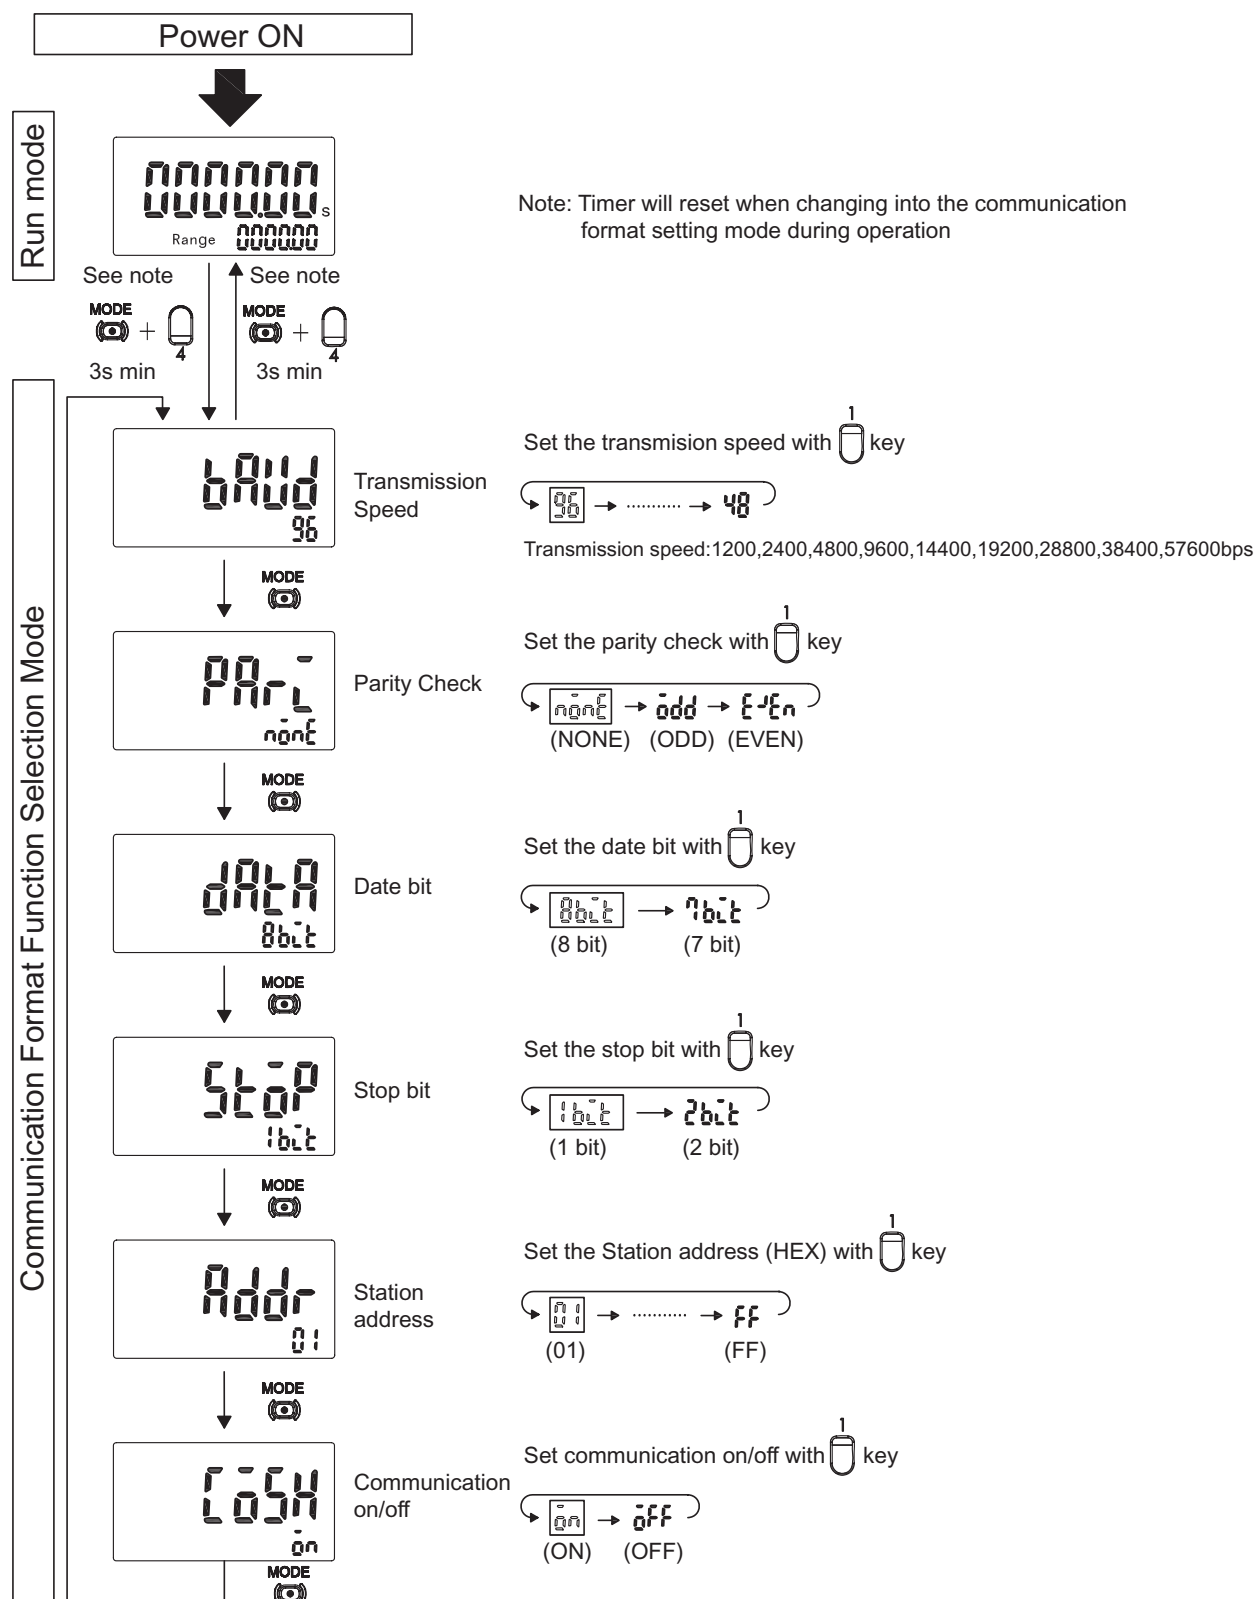 Power ON
Run mode
000000.00 s
Range 0000.00
Note: Timer will reset when changing into the communication
format setting mode during operation
See note
See note
MODE
+
4
MODE
+
4
3s min
3s min
Communication Format Function Selection Mode
bAUd
96
Transmission
Speed
1
Set the transmision speed with key
96 48
Transmission speed:1200,2400,4800,9600,14400,19200,28800,38400,57600bps
MODE
PAri
nonE
Parity Check
1
Set the parity check with key
nonE odd EvEn
(NONE) (ODD) (EVEN)
MODE
dAtA
8bit
Date bit
1
Set the date bit with key
8bit 7bit
(8 bit) (7 bit)
MODE
StoP
1bit
Stop bit
1
Set the stop bit with key
1bit 2bit
(1 bit) (2 bit)
MODE
Addr
01
Station
address
1
Set the Station address (HEX) with key
01 FF
(01) (FF)
MODE
CoSH
on
Communication
on/off
1
Set communication on/off with key
on oFF
(ON) (OFF)
MODE